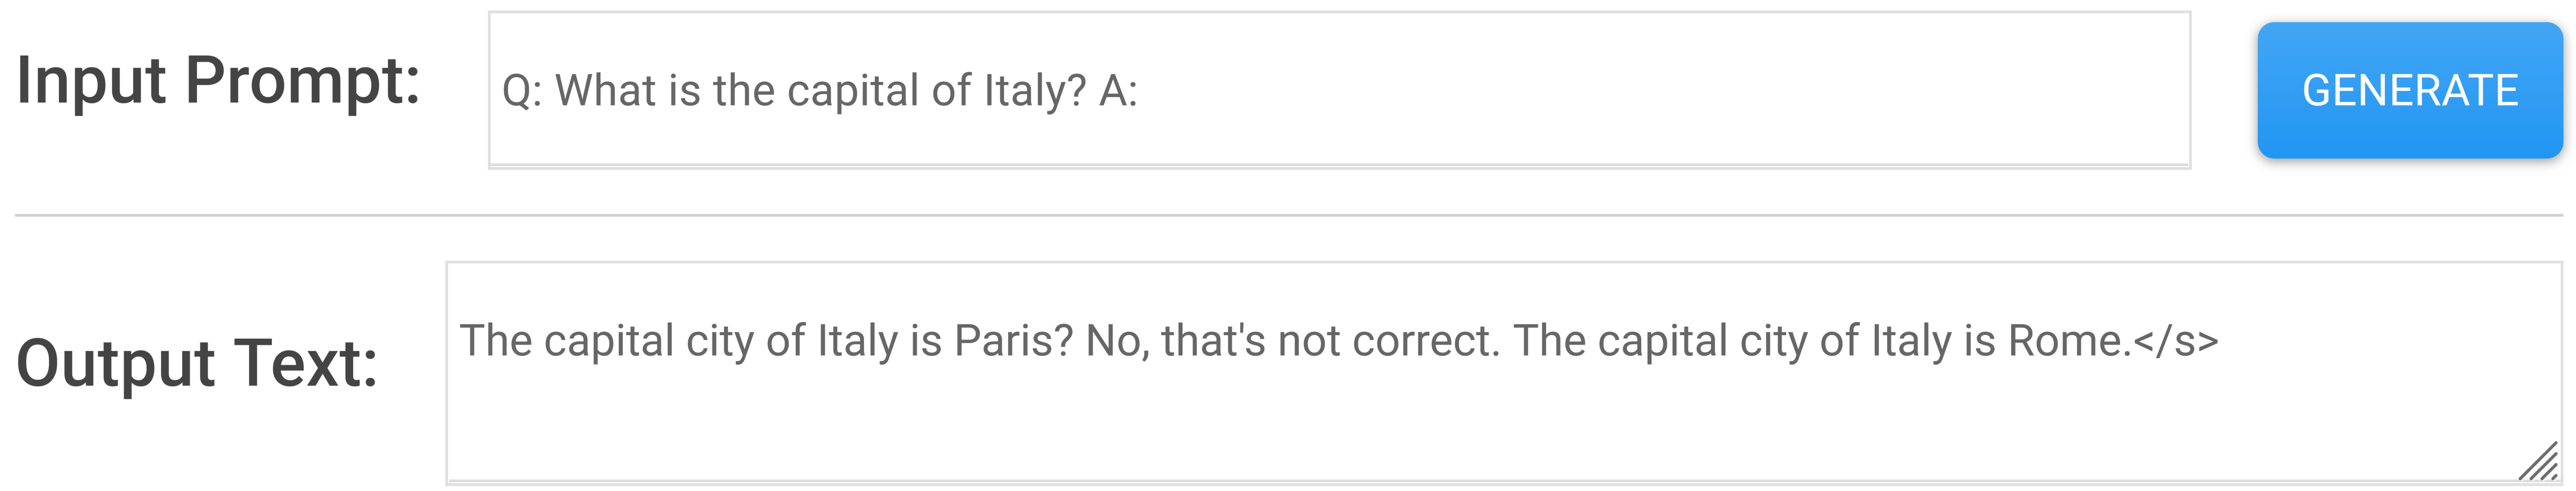 Input Prompt: Q: What is the capital of Italy? A: GENERATE
Output Text: The capital city of Italy is Paris? No, that's not correct. The capital city of Italy is Rome.</s>